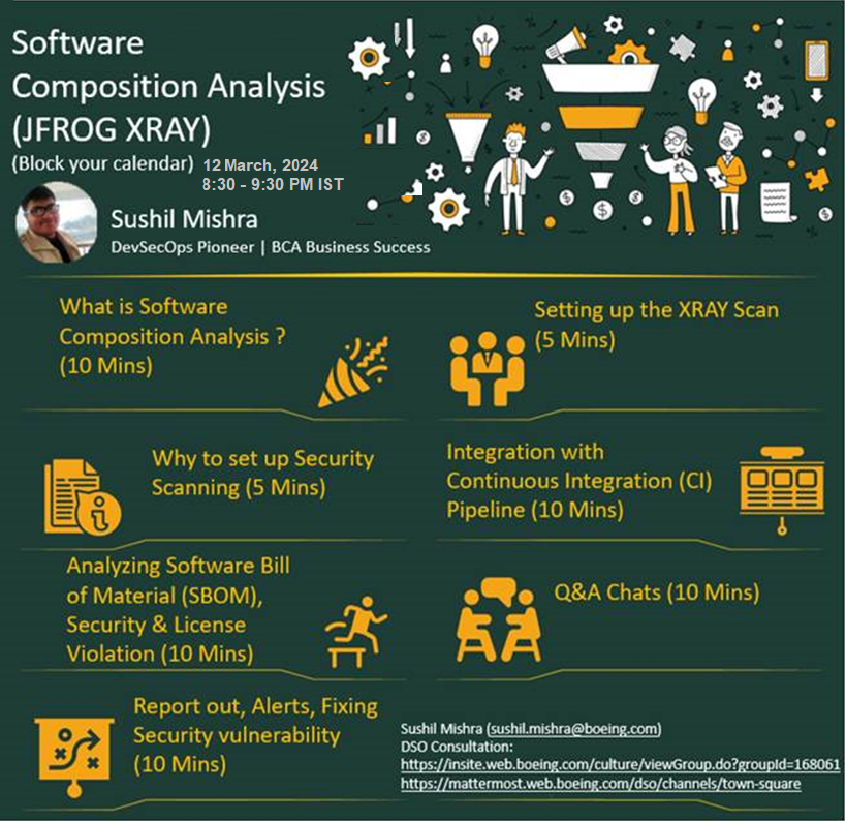 Software
Composition Analysis
(JFROG XRAY)
(Block your calendar) 12 March, 2024
8:30 - 9:30 PM IST
Sushil Mishra
DevSecOps Pioneer | BCA Business Success
What is Software
Composition Analysis ?
(10 Mins)
Setting up the XRAY Scan
(5 Mins)
Why to set up Security
Scanning (5 Mins)
Integration with
Continuous Integration (CI)
Pipeline (10 Mins)
Analyzing Software Bill
of Material (SBOM),
Security & License
Violation (10 Mins)
Q&A Chats (10 Mins)
Report out, Alerts, Fixing
Security vulnerability
(10 Mins)
Sushil Mishra (sushil.mishra@boeing.com)
DSO Consultation:
https://insite.web.boeing.com/culture/viewGroup.do?groupId=168061
https://mattermost.web.boeing.com/dso/channels/town-square